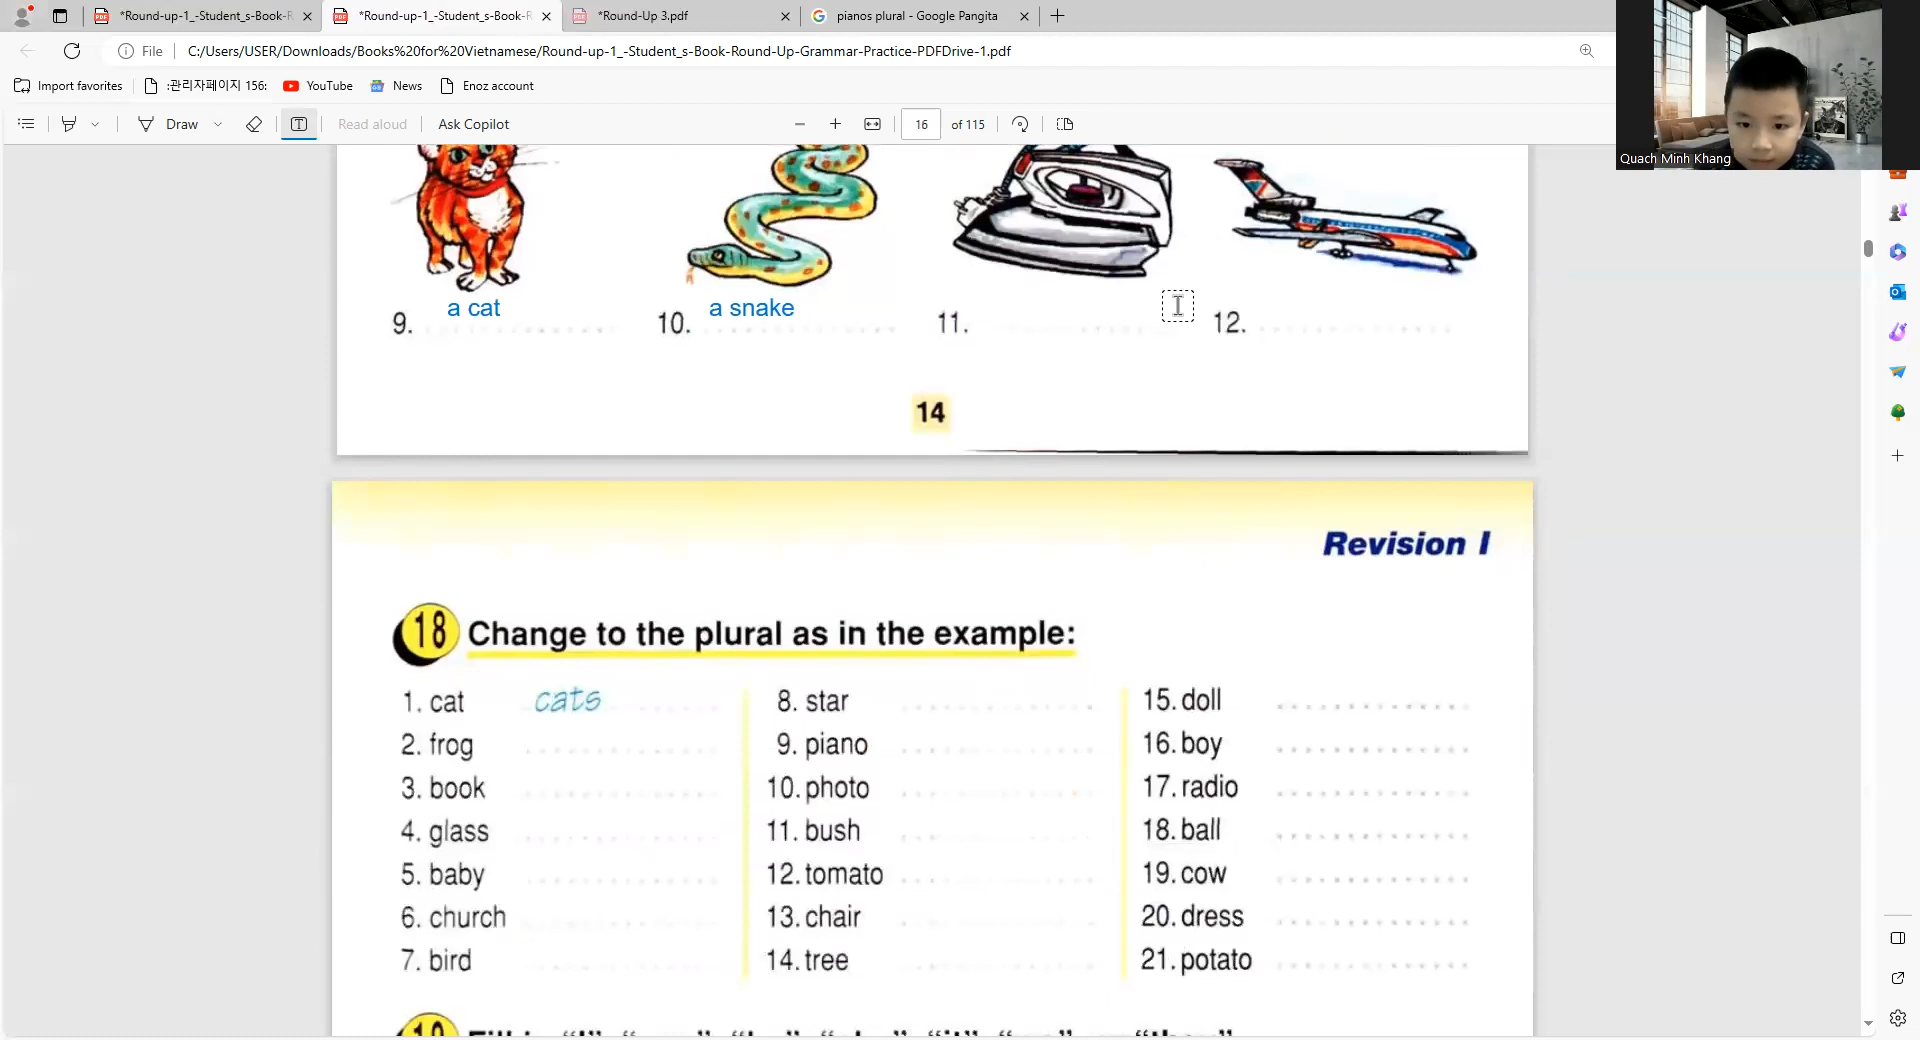 *Round-up-1_-Student_s-Book-R
*Round-up-1_-Student_s-Book-R
*Round-Up 3.pdf
pianos plural - Google Pangita
File
C:/Users/USER/Downloads/Books%20for%20Vietnamese/Round-up-1_-Student_s-Book-Round-Up-Grammar-Practice-PDFDrive-1.pdf
Import favorites
:관리자페이지 156:
YouTube
News
Enoz account
Draw
Read aloud
Ask Copilot
16
of 115
Quach Minh Khang
9. a cat
10. a snake
11.
12.
14
Revision I
18 Change to the plural as in the example:
1. cat cats
2. frog
3. book
4. glass
5. baby
6. church
7. bird
8. star
9. piano
10. photo
11. bush
12. tomato
13. chair
14. tree
15. doll
16. boy
17. radio
18. ball
19. cow
20. dress
21. potato